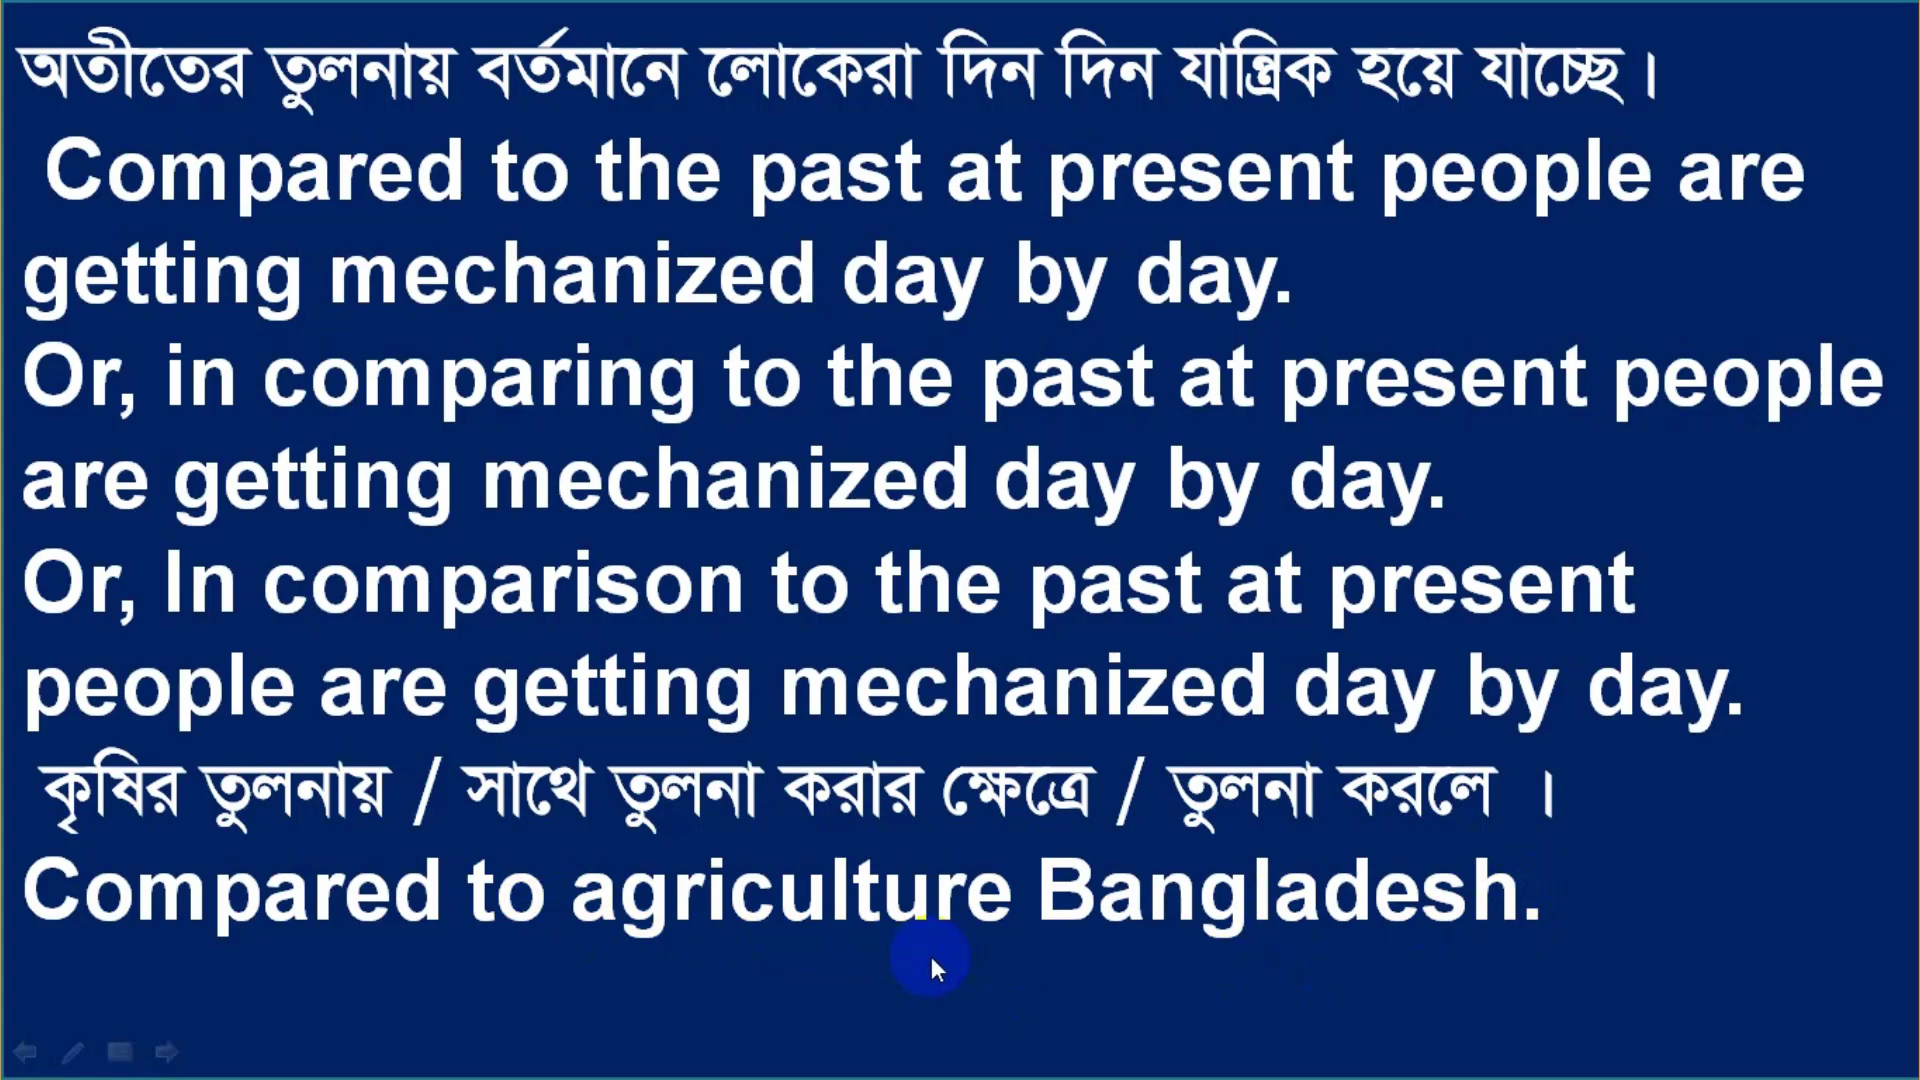 অতীতের তুলনায় বর্তমানে লোকেরা দিন দিন যান্ত্রিক হয়ে যাচ্ছে।
Compared to the past at present people are
getting mechanized day by day.
Or, in comparing to the past at present people
are getting mechanized day by day.
Or, In comparison to the past at present
people are getting mechanized day by day.
কৃষির তুলনায় / সাথে তুলনা করার ক্ষেত্রে / তুলনা করলে ।
Compared to agriculture Bangladesh.